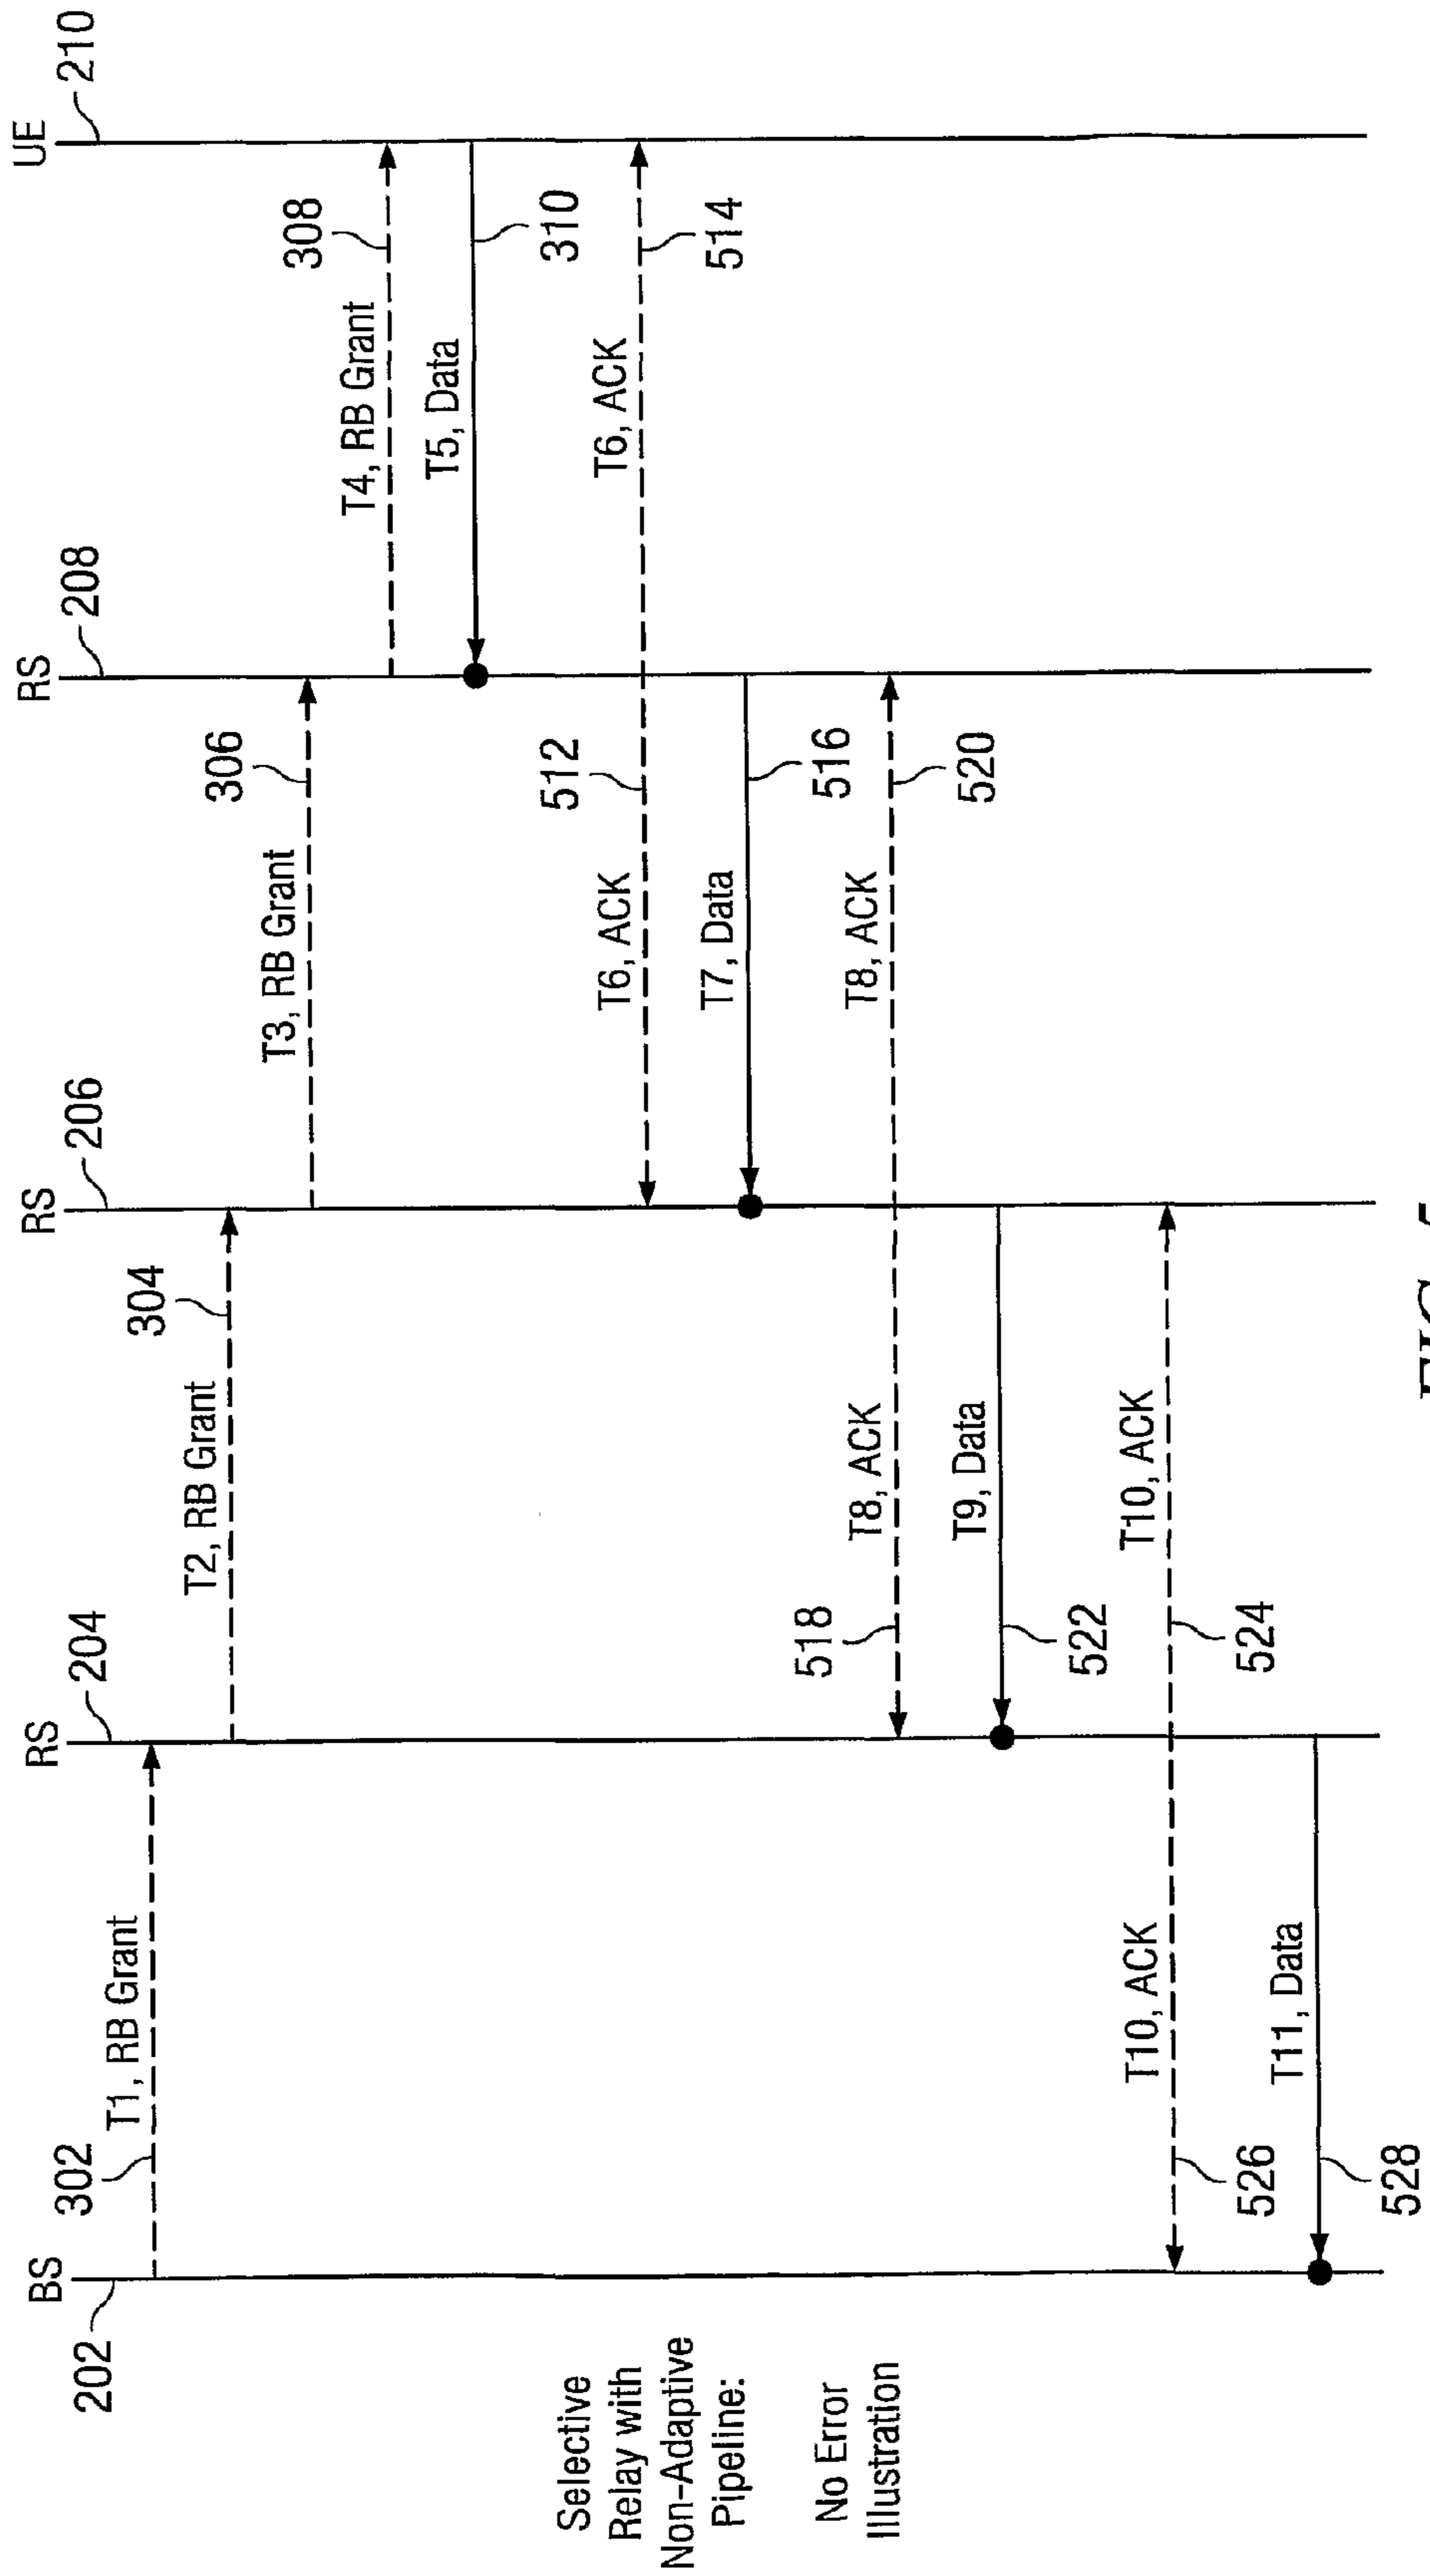 BS
RS
RS
RS
UE
202
204
206
208
210
302
T1, RB Grant
T2, RB Grant
304
T3, RB Grant
306
T4, RB Grant
308
T5, Data
310
T6, ACK
512
T6, ACK
514
T7, Data
516
518
T8, ACK
T8, ACK
520
T9, Data
522
T10, ACK
526
T10, ACK
524
T11, Data
528
Selective
Relay with
Non-Adaptive
Pipeline:
No Error
Illustration